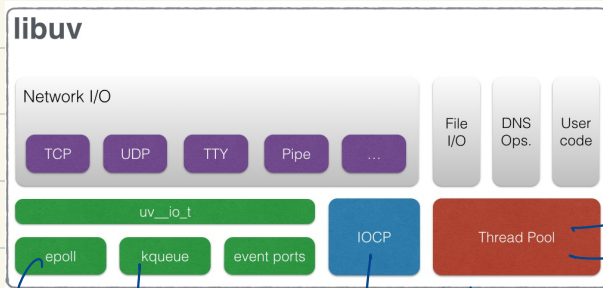 libuv
Network I/O
TCP
UDP
TTY
Pipe
...
File
I/O
DNS
Ops.
User
code
uv__io_t
IOCP
Thread Pool
epoll
kqueue
event ports